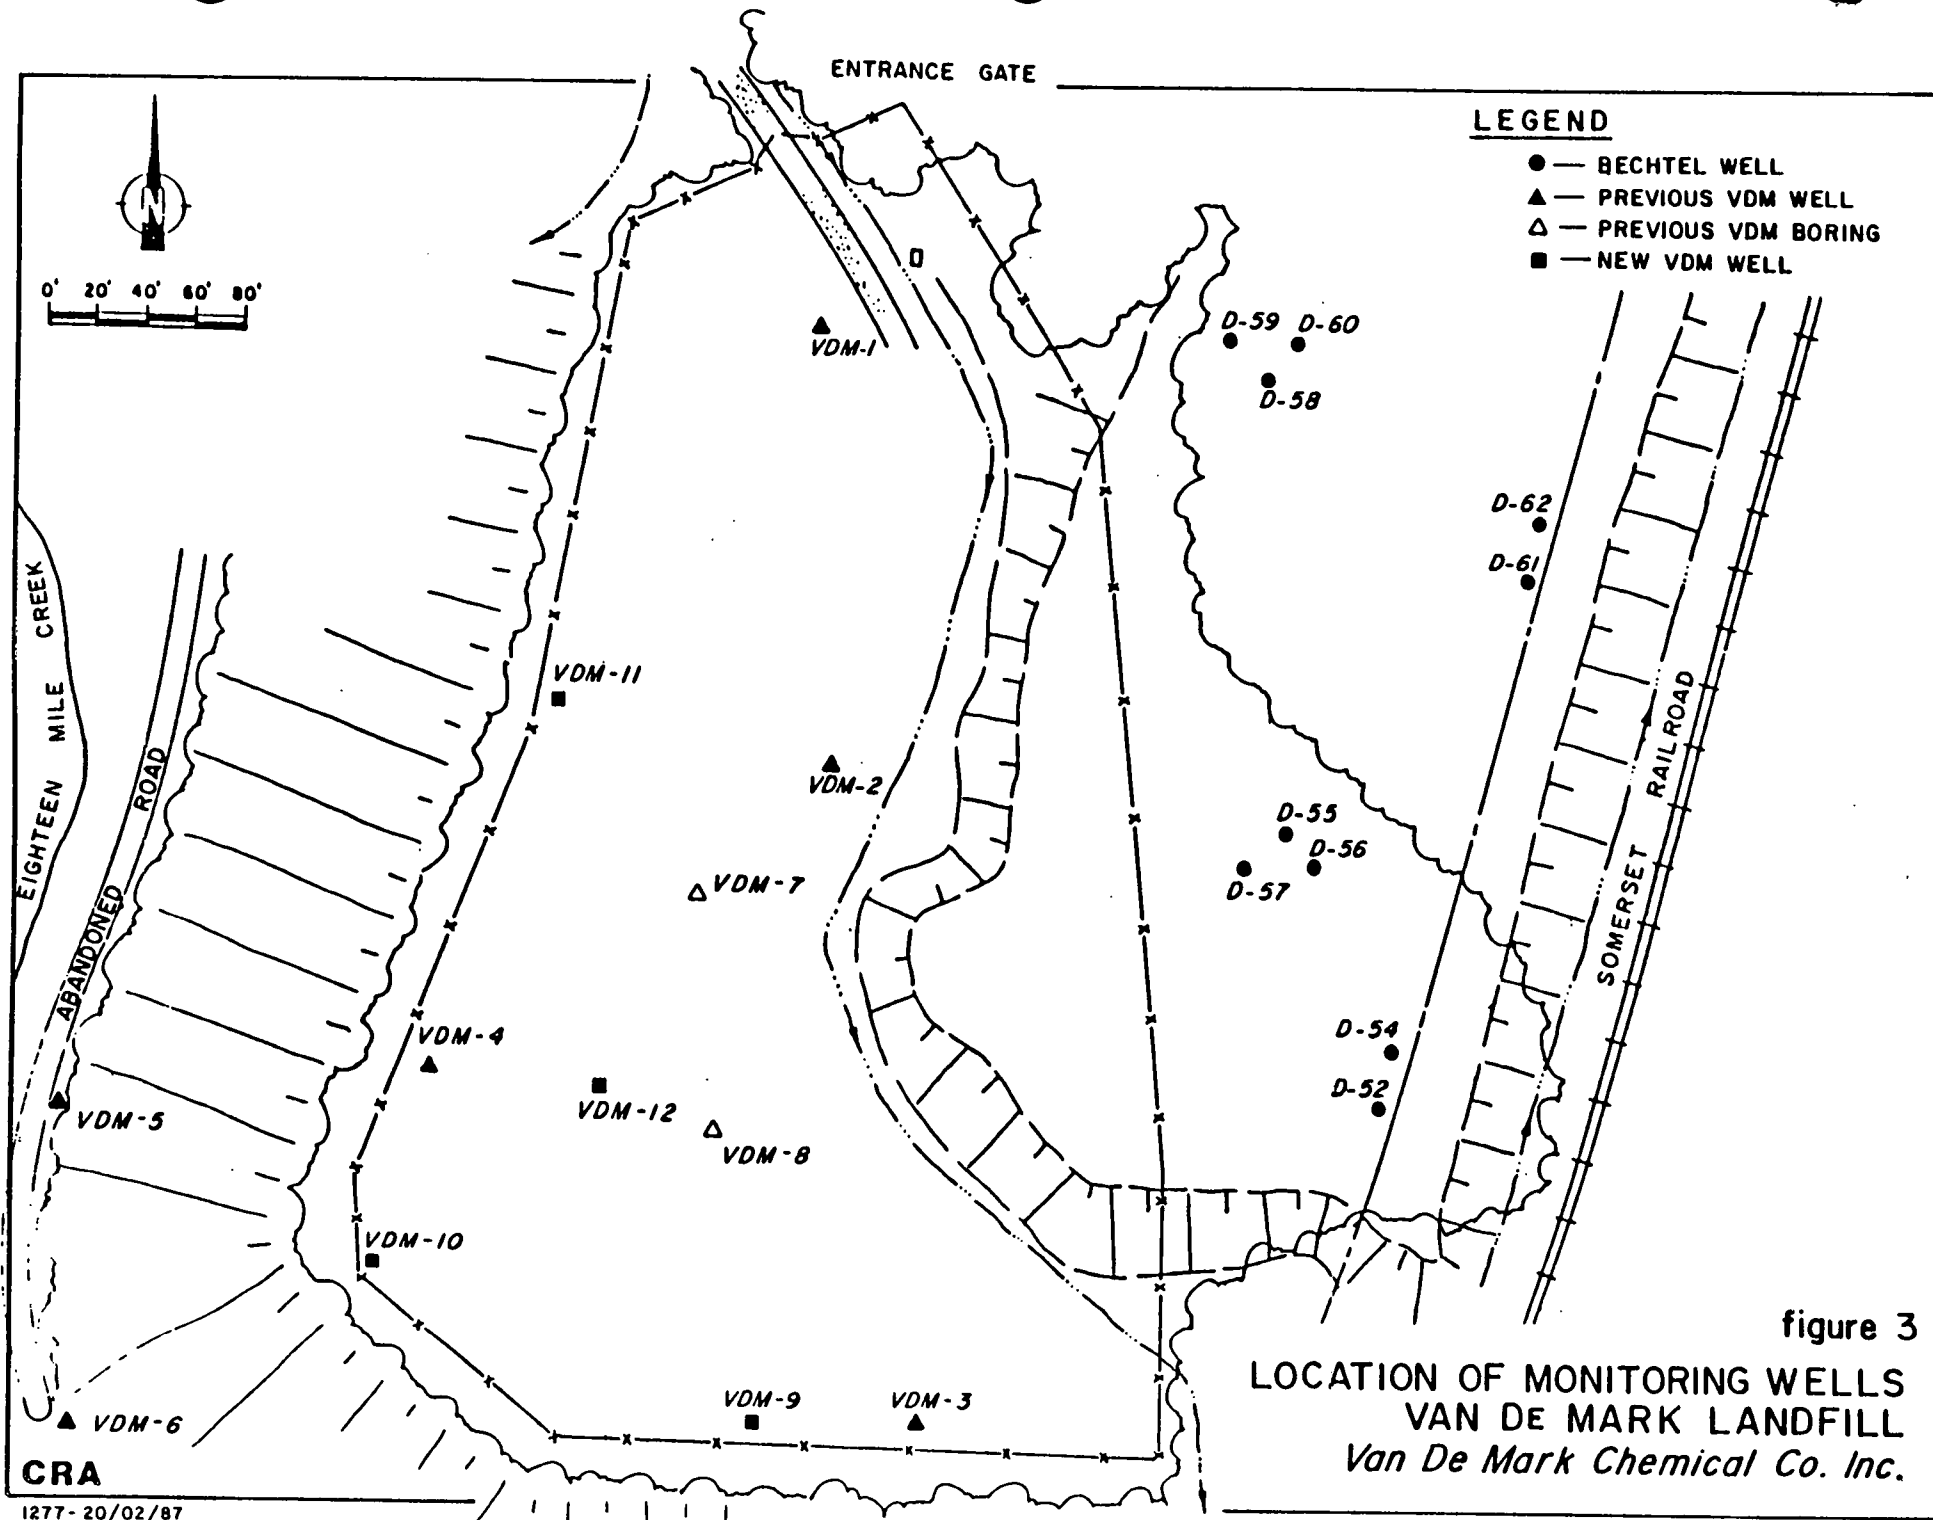 ENTRANCE GATE
LEGEND
● — BECHTEL WELL
▲ — PREVIOUS VDM WELL
△ — PREVIOUS VDM BORING
■ — NEW VDM WELL
N
0' 20' 40' 60' 80'
VDM-1
D-59
D-60
D-58
D-62
D-61
EIGHTEEN MILE CREEK
ABANDONED ROAD
VDM-11
VDM-2
SOMERSET RAILROAD
D-55
D-56
D-57
VDM-7
VDM-4
D-54
D-52
VDM-5
VDM-12
VDM-8
VDM-10
VDM-9
VDM-3
VDM-6
figure 3
LOCATION OF MONITORING WELLS
VAN DE MARK LANDFILL
Van De Mark Chemical Co. Inc.
CRA
1277-20/02/87